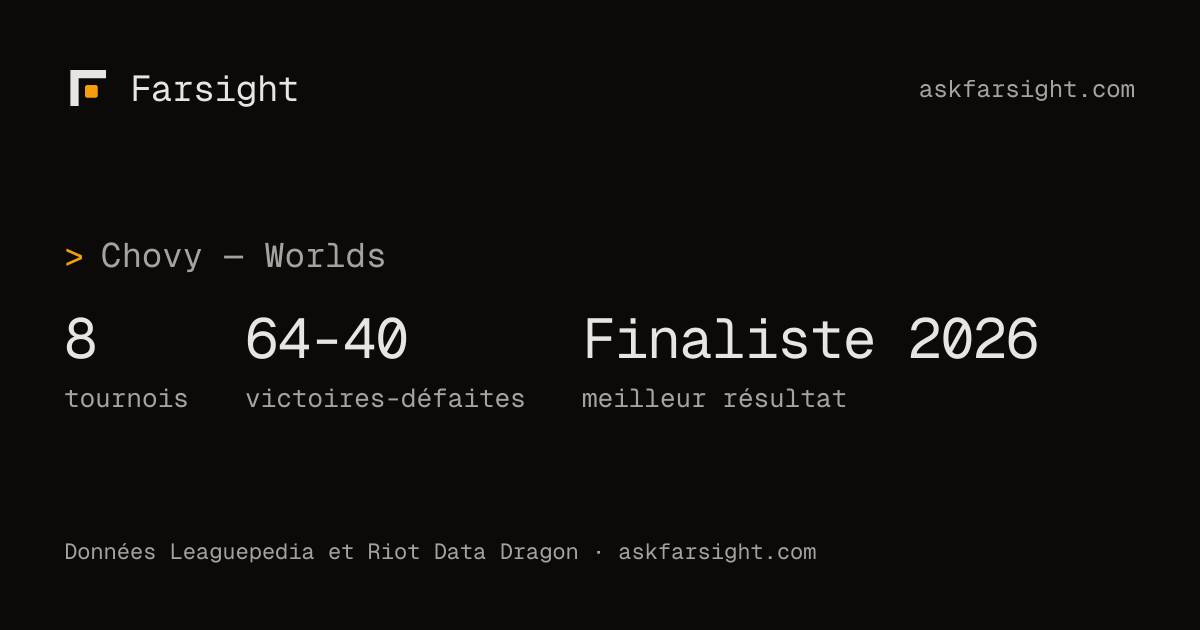 Farsight
askfarsight.com
> Chovy — Worlds
8 64-40 Finaliste 2026
tournois victoires-défaites meilleur résultat
Données Leaguepedia et Riot Data Dragon · askfarsight.com